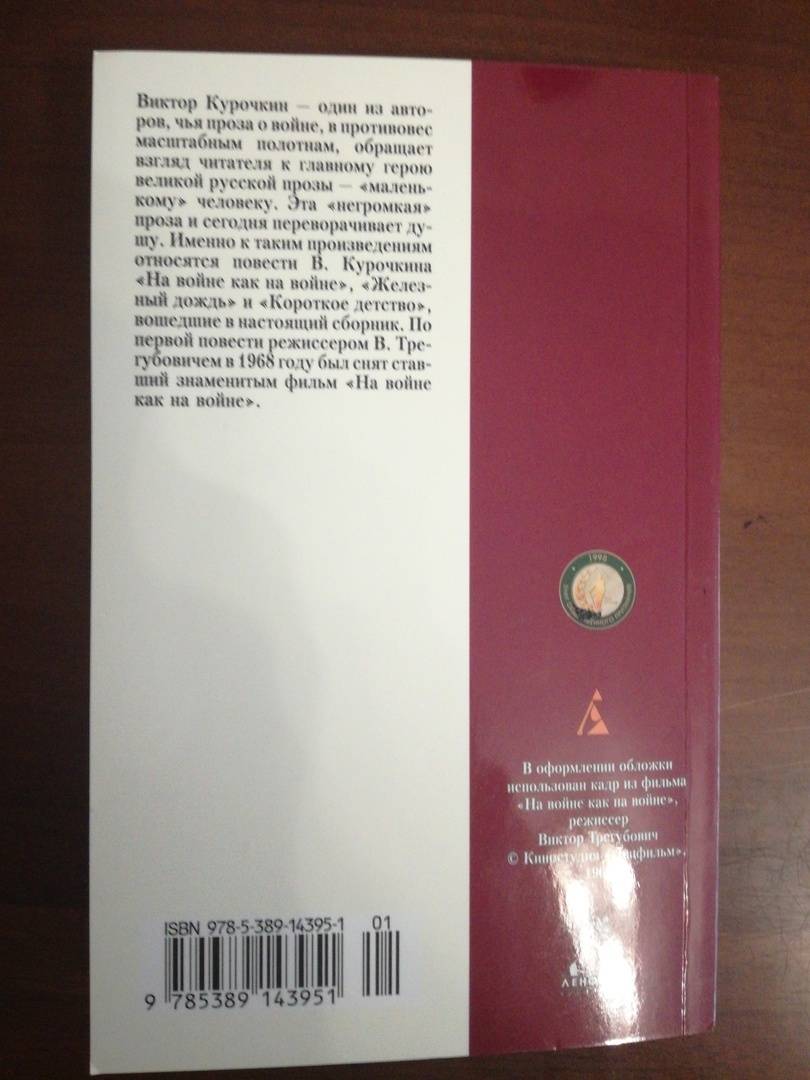 Виктор Курочкин — один из авто-
ров, чья проза о войне, в противовес
масштабным полотнам, обращает
взгляд читателя к главному герою
великой русской прозы — «малень-
кому» человеку. Эта «негромкая»
проза и сегодня переворачивает ду-
шу. Именно к таким произведениям
относятся повести В. Курочкина
«На войне как на войне», «Желез-
ный дождь» и «Короткое детство»,
вошедшие в настоящий сборник. По
первой повести режиссером В. Тре-
губовичем в 1968 году был снят став-
ший знаменитым фильм «На войне
как на войне».
1998
В оформлении обложки
использован кадр из фильма
«На войне как на войне»,
режиссер
Виктор Трегубович
© Киностудия
ISBN 978-5-389-14395-1
01
9 785389 143951